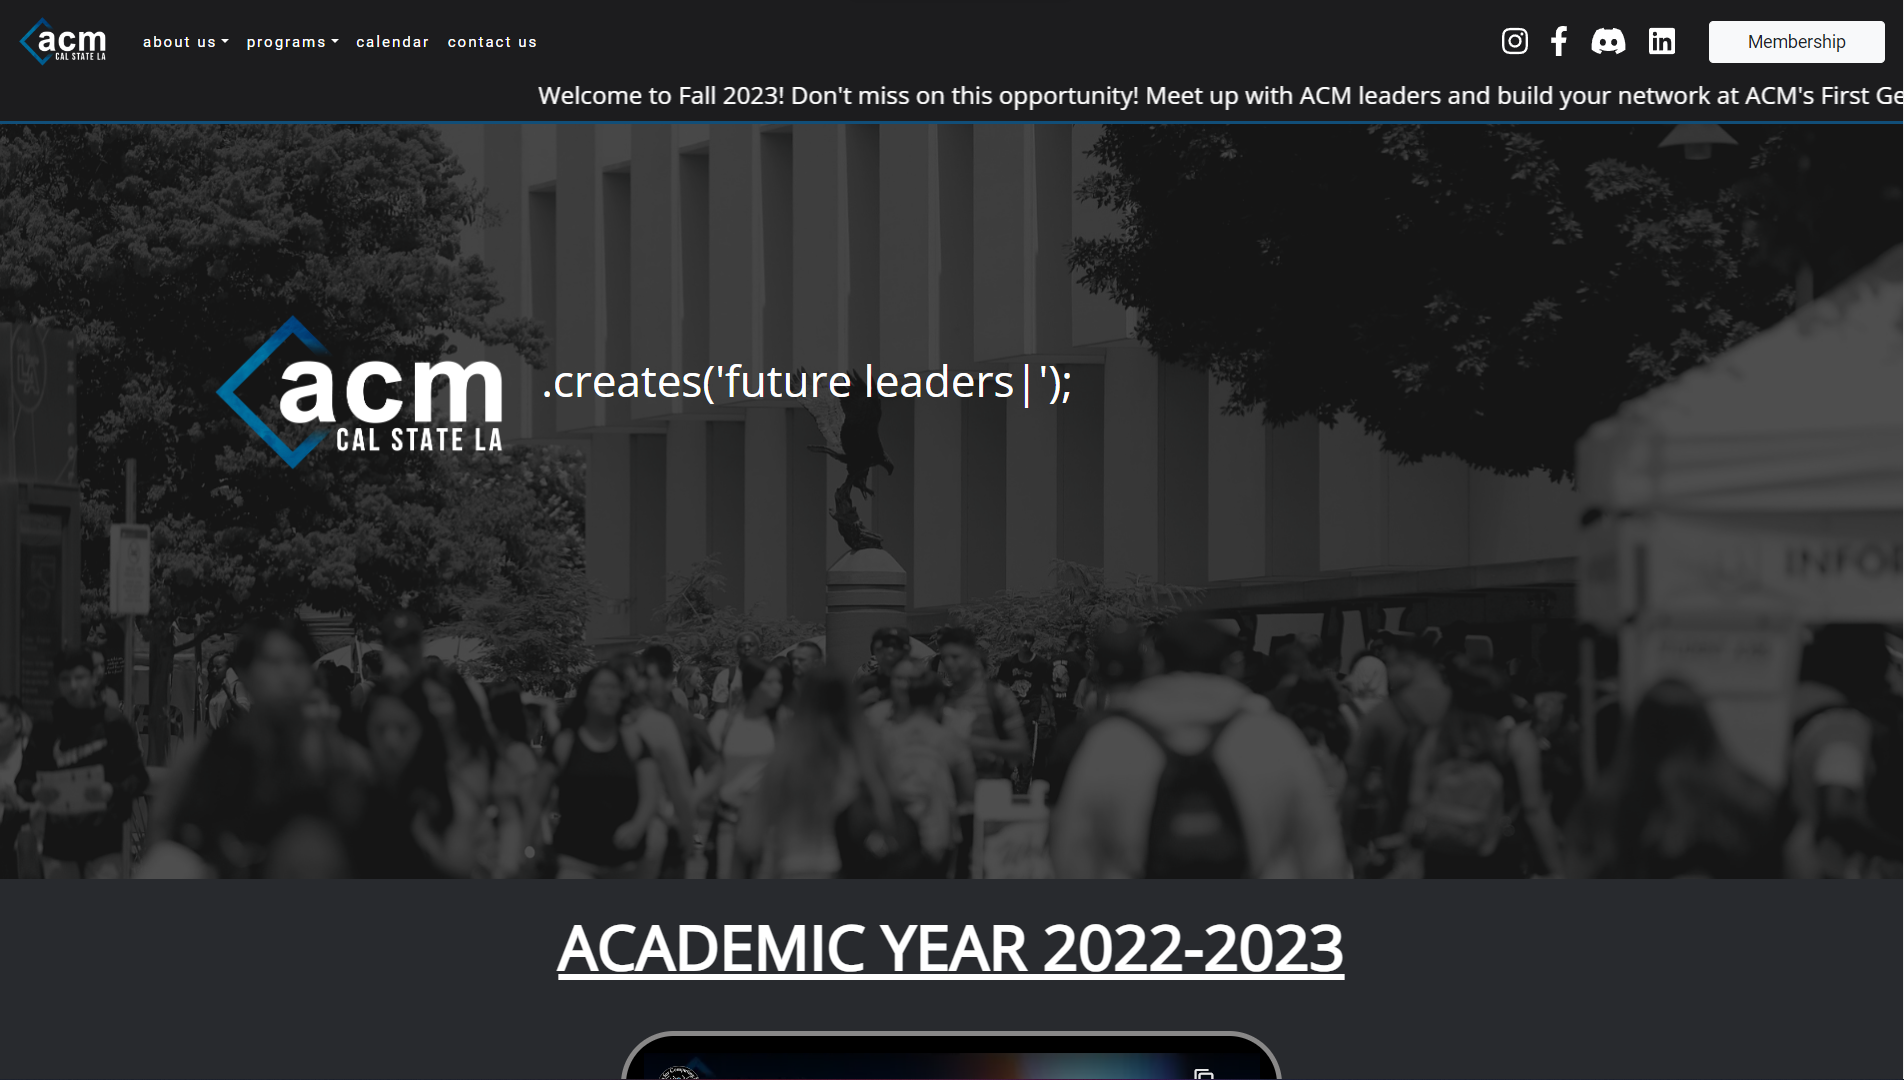 acm
CAL STATE LA
about us
programs
calendar
contact us
Membership
Welcome to Fall 2023! Don't miss on this opportunity! Meet up with ACM leaders and build your network at ACM's First Ge
acm
CAL STATE LA
.creates('future leaders|');
INFO
ACADEMIC YEAR 2022-2023